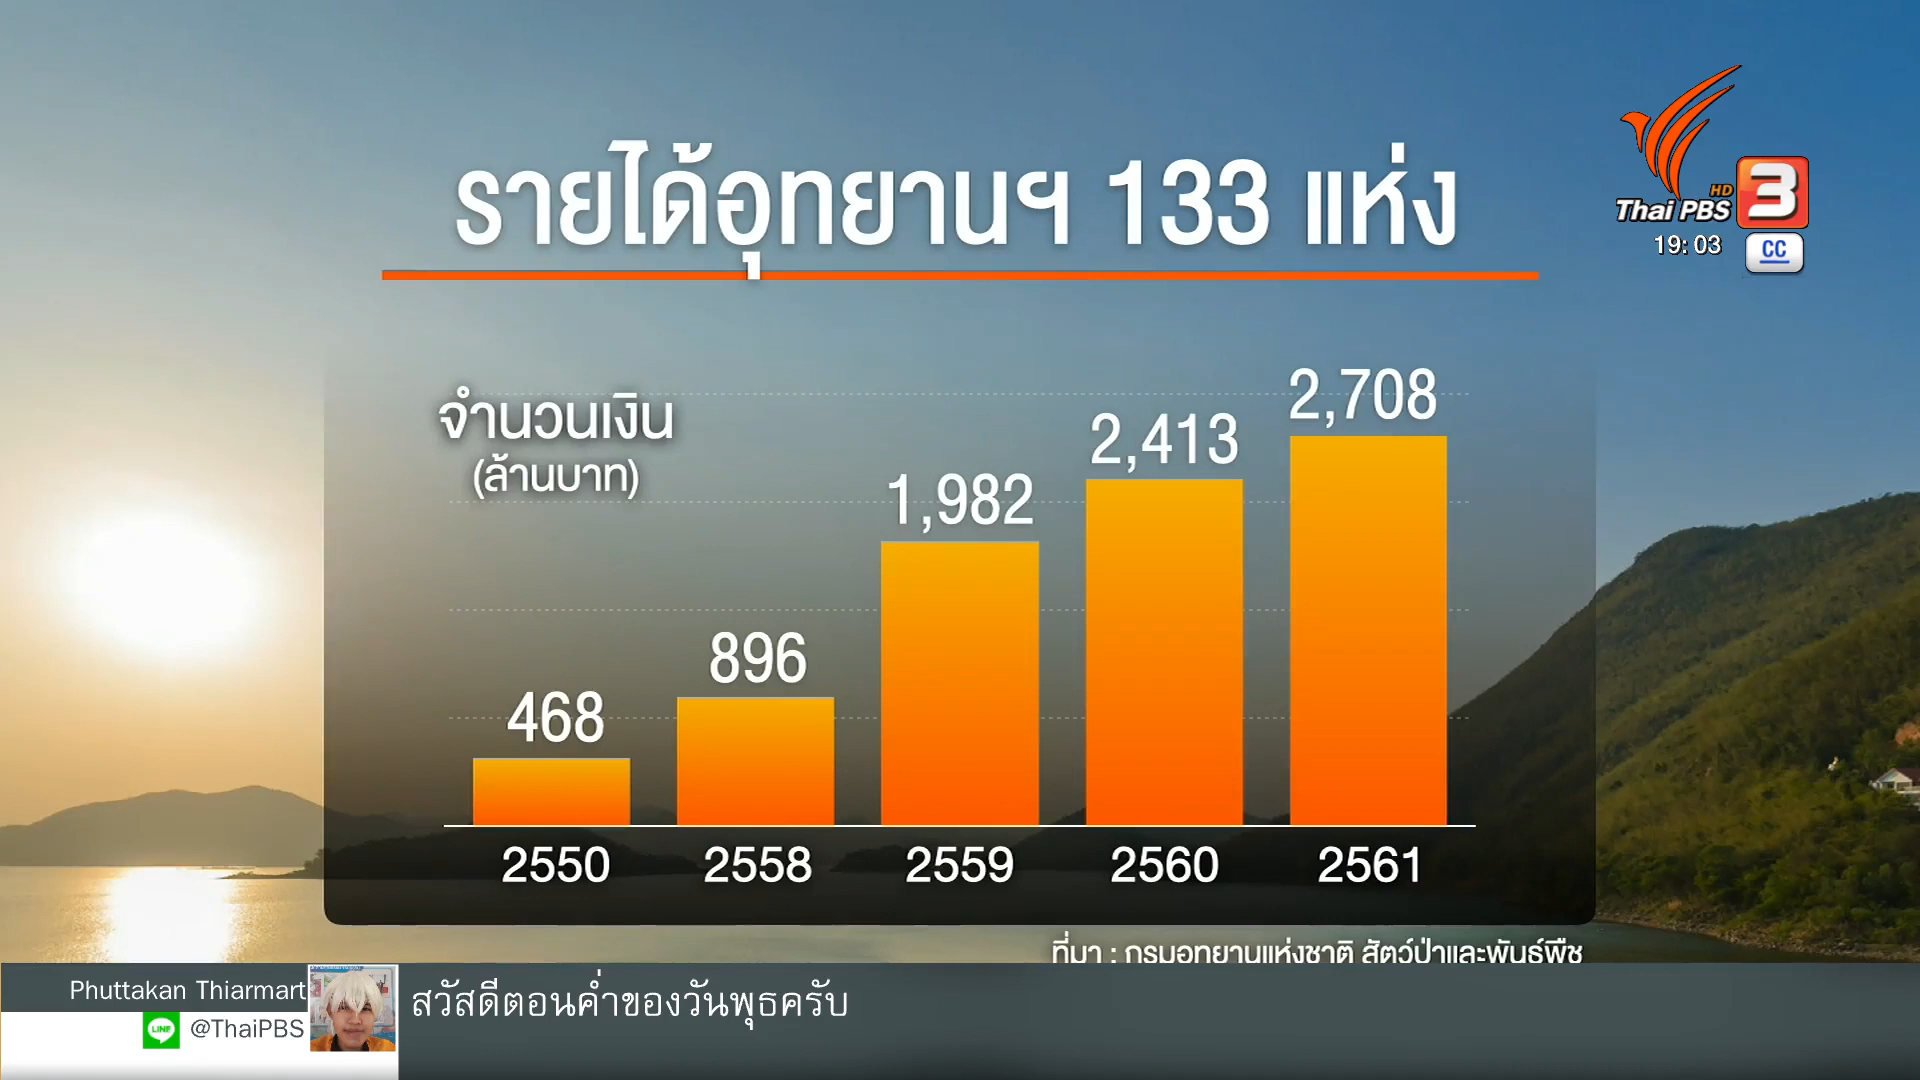 รายได้อุทยานฯ 133 แห่ง
HD
Thai PBS 3
19: 03
CC
จำนวนเงิน
(ล้านบาท)
468
896
1,982
2,413
2,708
2550 2558 2559 2560 2561
ที่มา : กรมอุทยานแห่งชาติ สัตว์ป่าและพันธุ์พืช
Phuttakan Thiarmart
LINE @ThaiPBS
สวัสดีตอนค่ำของวันพุธครับ